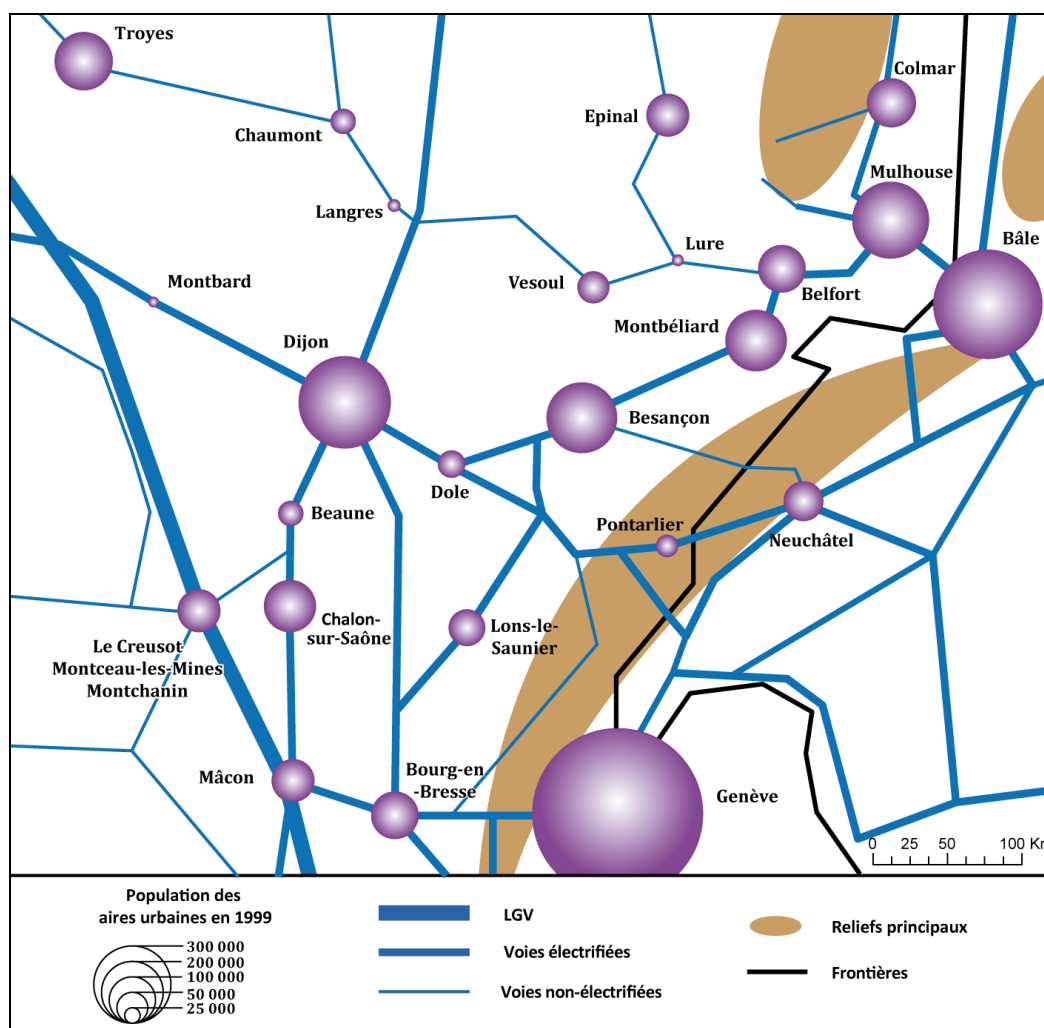 Troyes
Colmar
Epinal
Chaumont
Mulhouse
Langres
Bâle
Lure
Montbard
Vesoul
Belfort
Montbéliard
Dijon
Besançon
Dole
Beaune
Pontarlier
Neuchâtel
Chalon-
sur-Saône
Lons-le-
Saunier
Le Creusot
Montceau-les-Mines
Montchanin
Mâcon
Bourg-en
-Bresse
Genève
0 25 50 100 Km
Population des
aires urbaines en 1999
300 000
200 000
100 000
50 000
25 000
LGV
Voies électrifiées
Voies non-électrifiées
Reliefs principaux
Frontières